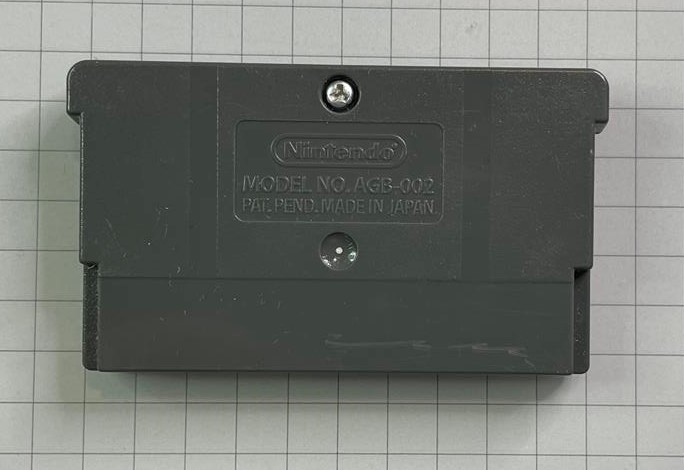 Nintendo®
MODEL NO. AGB-002
PAT. PEND. MADE IN JAPAN